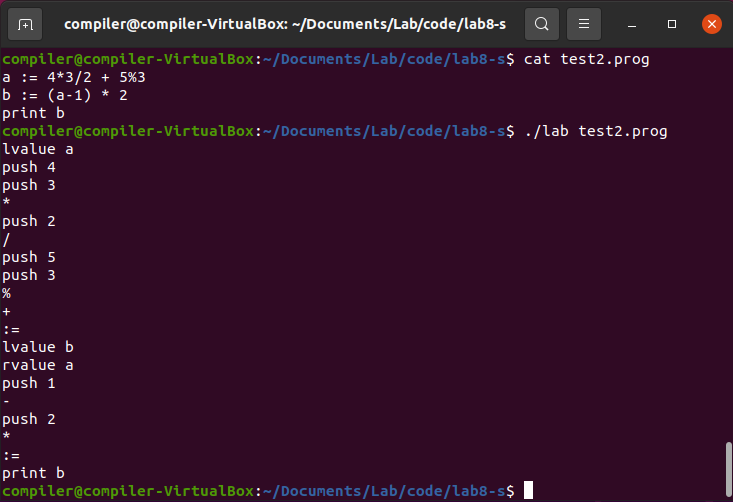 compiler@compiler-VirtualBox: ~/Documents/Lab/code/lab8-s
compiler@compiler-VirtualBox:~/Documents/Lab/code/lab8-s$ cat test2.prog
a := 4*3/2 + 5%3
b := (a-1) * 2
print b
compiler@compiler-VirtualBox:~/Documents/Lab/code/lab8-s$ ./lab test2.prog
lvalue a
push 4
push 3
*
push 2
/
push 5
push 3
%
+
:=
lvalue b
rvalue a
push 1
-
push 2
*
:=
print b
compiler@compiler-VirtualBox:~/Documents/Lab/code/lab8-s$